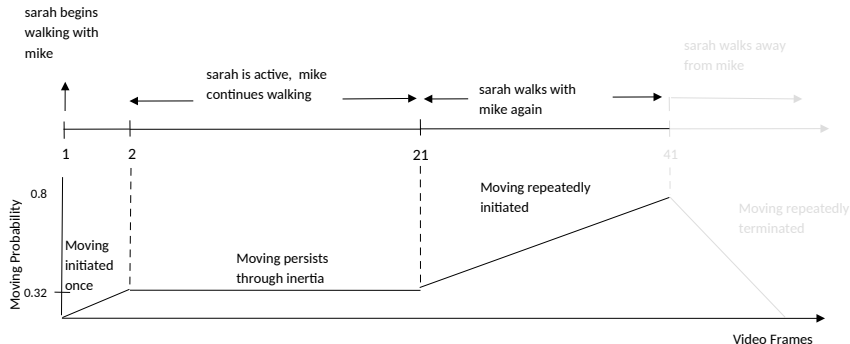 sarah begins
walking with
mike
sarah is active,  mike
continues walking
sarah walks with
mike again
sarah walks away
from mike
1
2
21
41
Moving Probability
0.8
0.32
Moving
initiated
once
Moving persists
through inertia
Moving repeatedly
initiated
Moving repeatedly
terminated
Video Frames